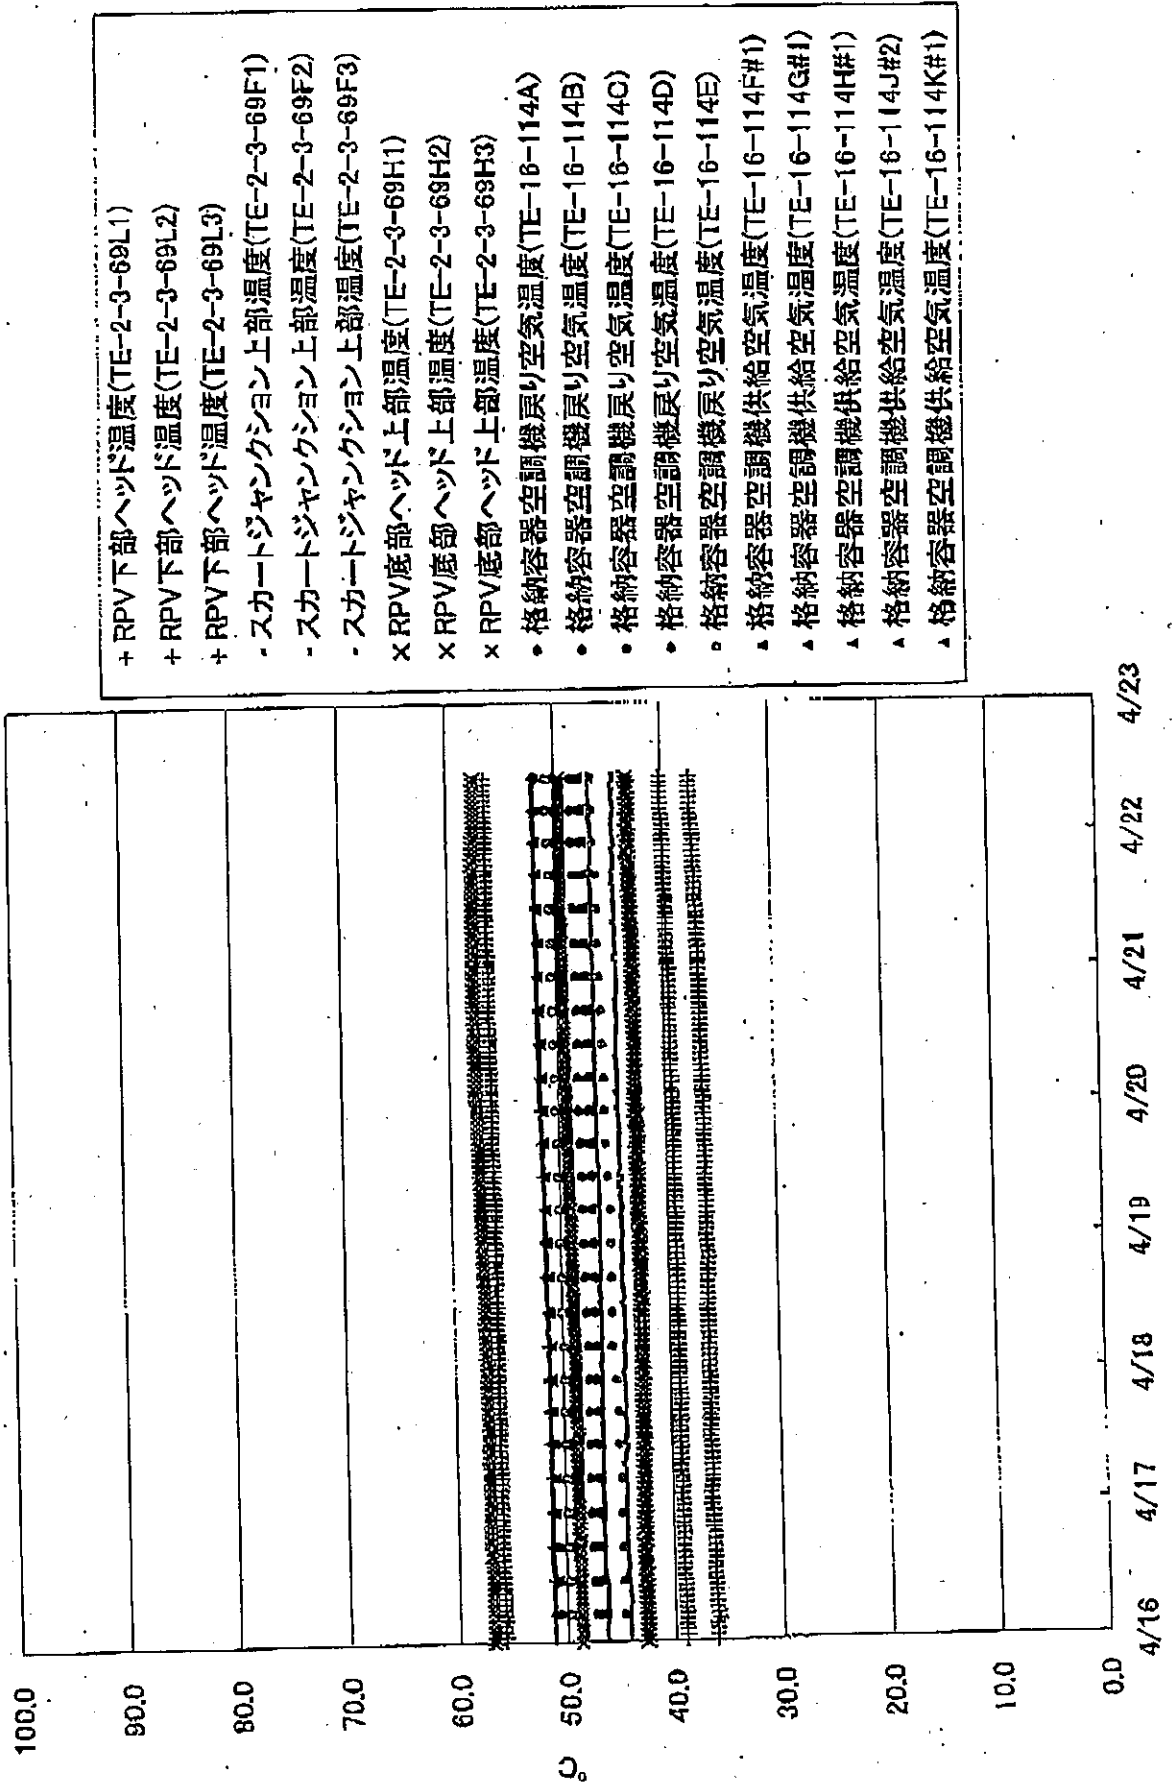 + RPV下部ヘッド温度(TE-2-3-69L1)
+ RPV下部ヘッド温度(TE-2-3-69L2)
+ RPV下部ヘッド温度(TE-2-3-69L3)
- スカートジャンクション上部温度(TE-2-3-69F1)
- スカートジャンクション上部温度(TE-2-3-69F2)
- スカートジャンクション上部温度(TE-2-3-69F3)
× RPV底部ヘッド上部温度(TE-2-3-69H1)
× RPV底部ヘッド上部温度(TE-2-3-69H2)
× RPV底部ヘッド上部温度(TE-2-3-69H3)
• 格納容器空調機戻り空気温度(TE-16-114A)
• 格納容器空調機戻り空気温度(TE-16-114B)
• 格納容器空調機戻り空気温度(TE-16-114C)
• 格納容器空調機戻り空気温度(TE-16-114D)
▫ 格納容器空調機戻り空気温度(TE-16-114E)
▲ 格納容器空調機供給空気温度(TE-16-114F#1)
▲ 格納容器空調機供給空気温度(TE-16-114G#1)
▲ 格納容器空調機供給空気温度(TE-16-114H#1)
▲ 格納容器空調機供給空気温度(TE-16-114J#2)
▲ 格納容器空調機供給空気温度(TE-16-114K#1)
100.0
90.0
80.0
70.0
60.0
50.0
40.0
30.0
20.0
10.0
0.0
℃
4/16
4/17
4/18
4/19
4/20
4/21
4/22
4/23